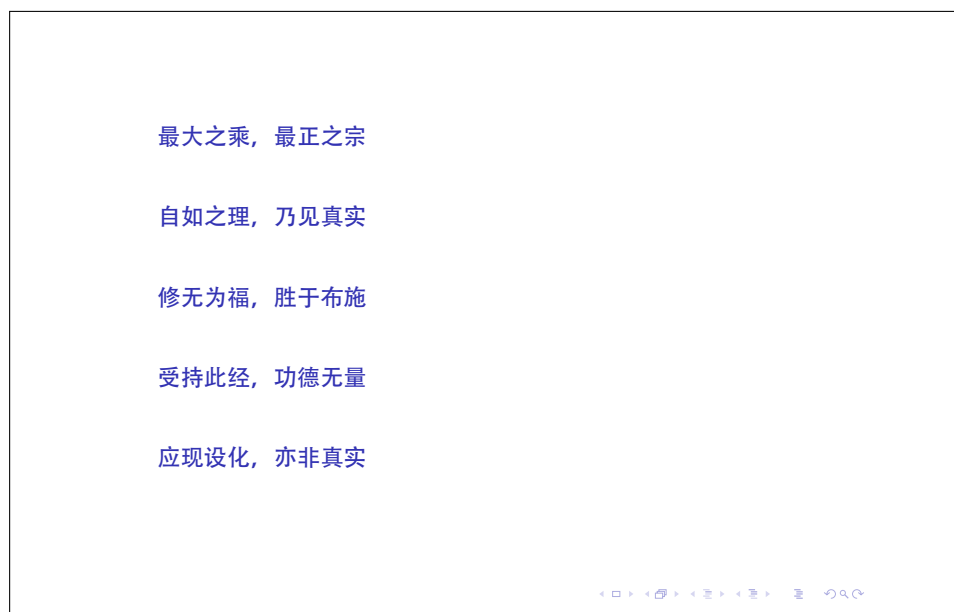 最大之乘，最正之宗
自如之理，乃见真实
修无为福，胜于布施
受持此经，功德无量
应现设化，亦非真实